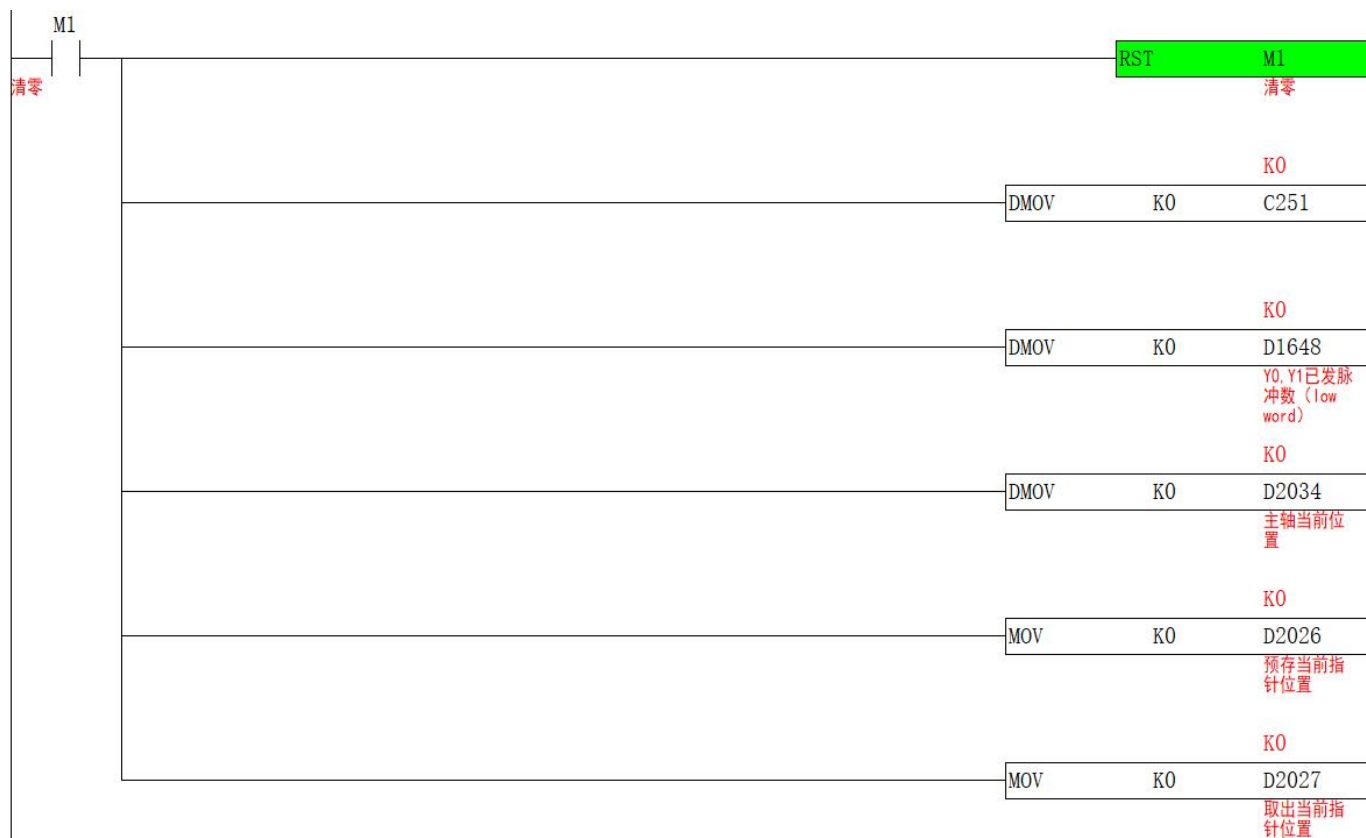 M1
RST M1
清零
清零
K0
DMOV K0 C251
K0
DMOV K0 D1648
Y0,Y1已发脉
冲数（low
word）
K0
DMOV K0 D2034
主轴当前位
置
K0
MOV K0 D2026
预存当前指
针位置
K0
MOV K0 D2027
取出当前指
针位置